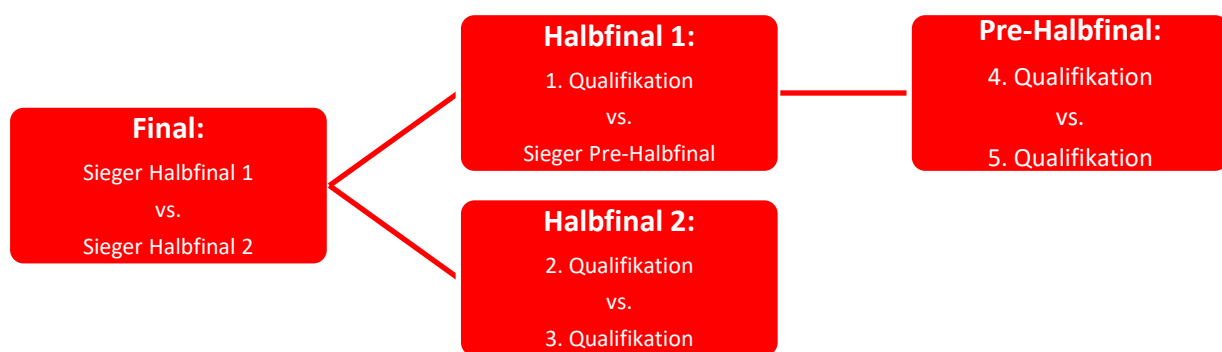 Final:
Sieger Halbfinal 1
vs.
Sieger Halbfinal 2
Halbfinal 1:
1. Qualifikation
vs.
Sieger Pre-Halbfinal
Halbfinal 2:
2. Qualifikation
vs.
3. Qualifikation
Pre-Halbfinal:
4. Qualifikation
vs.
5. Qualifikation